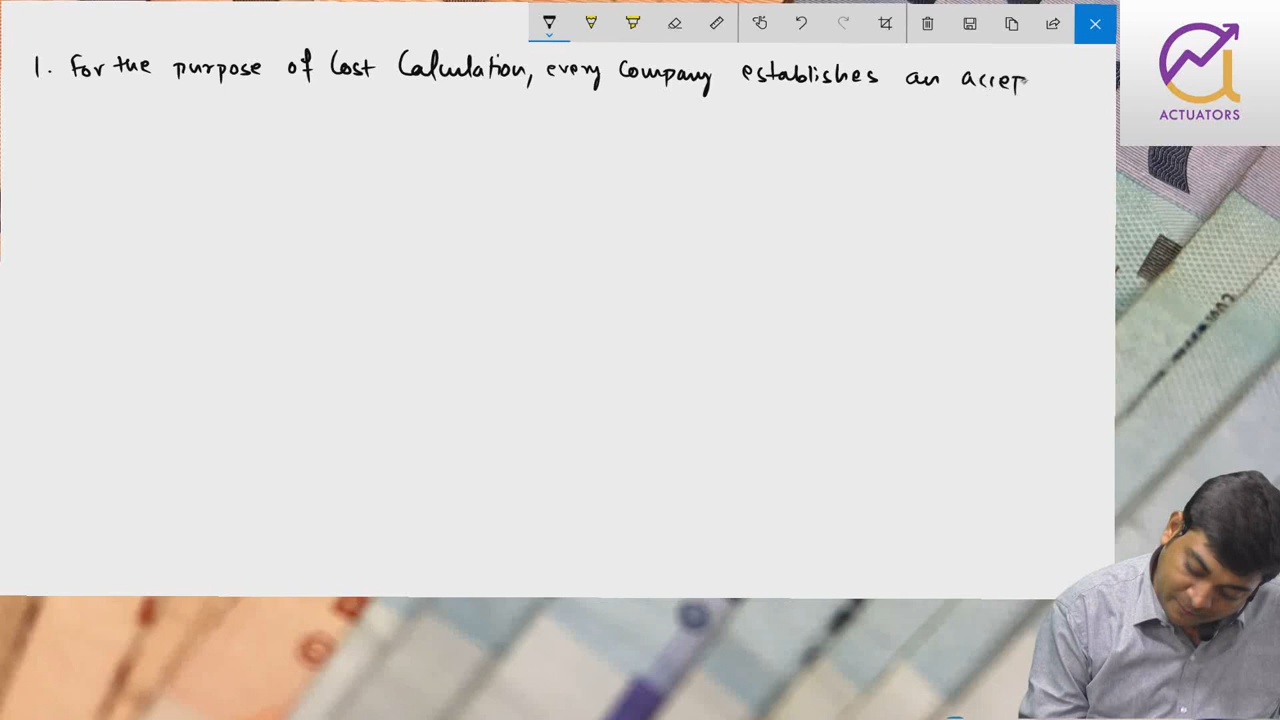 1. For the purpose of Cost Calculation, every Company establishes an accep
ACTUATORS